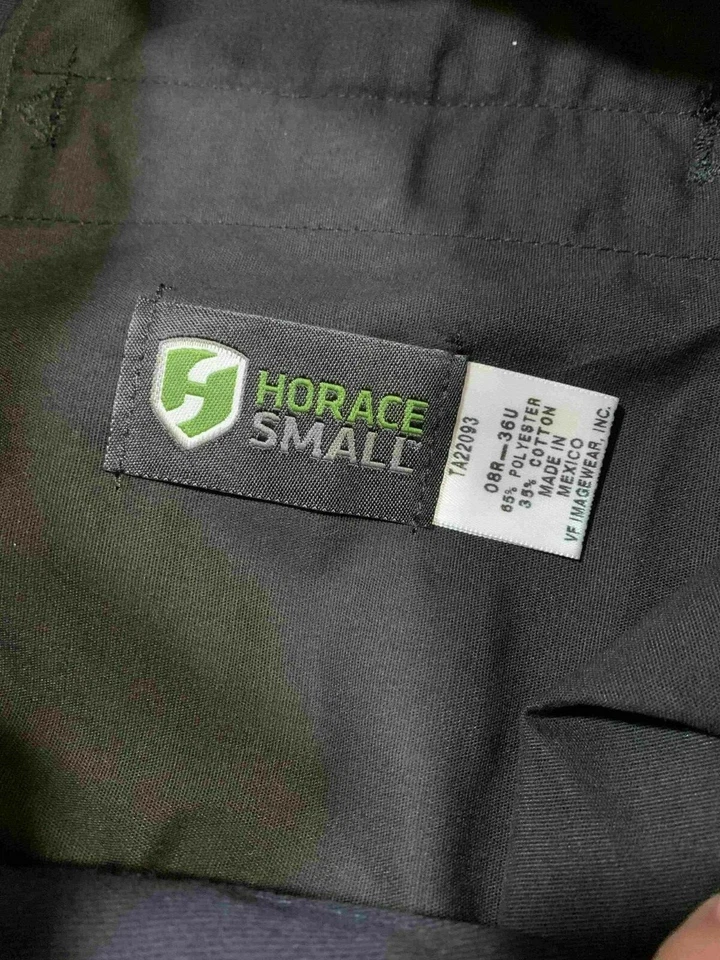 HORACE
SMALL
TA22093
08R-36U
65% POLYESTER
35% COTTON
MADE IN
MEXICO
VF IMAGEWEAR, INC.